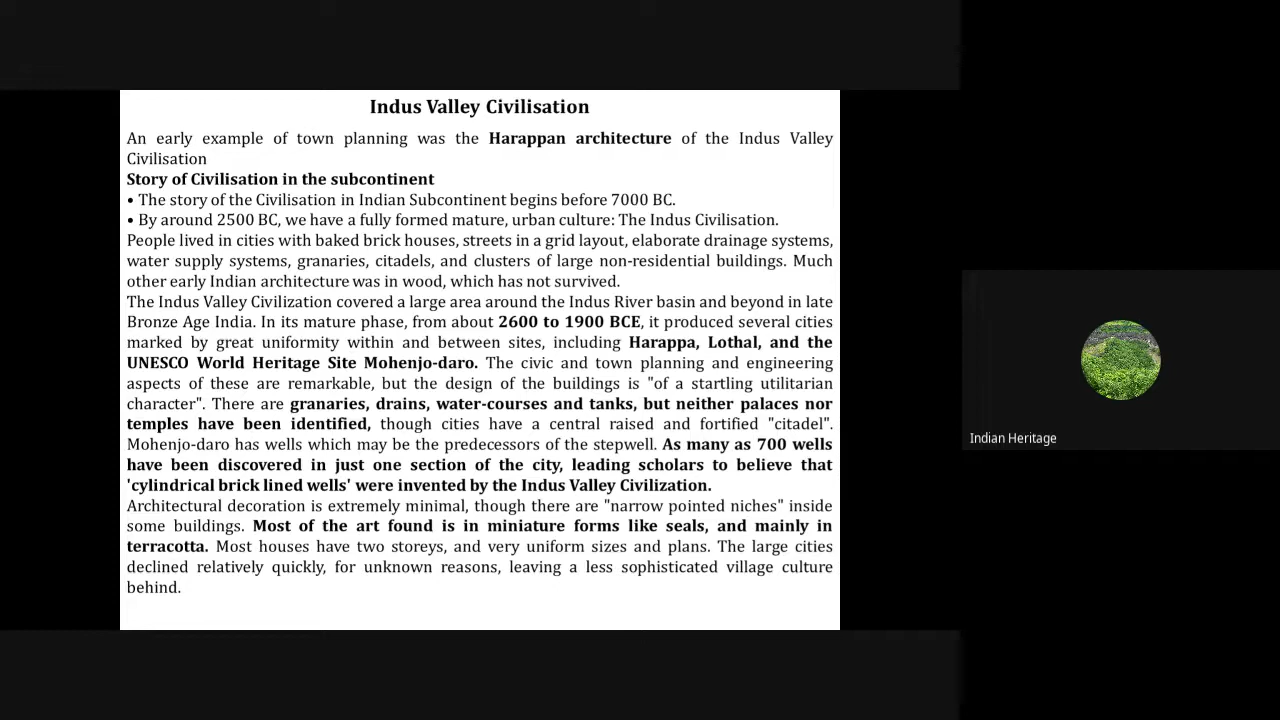 Indus Valley Civilisation
An early example of town planning was the Harappan architecture of the Indus Valley
Civilisation
Story of Civilisation in the subcontinent
• The story of the Civilisation in Indian Subcontinent begins before 7000 BC.
• By around 2500 BC, we have a fully formed mature, urban culture: The Indus Civilisation.
People lived in cities with baked brick houses, streets in a grid layout, elaborate drainage systems,
water supply systems, granaries, citadels, and clusters of large non-residential buildings. Much
other early Indian architecture was in wood, which has not survived.
The Indus Valley Civilization covered a large area around the Indus River basin and beyond in late
Bronze Age India. In its mature phase, from about 2600 to 1900 BCE, it produced several cities
marked by great uniformity within and between sites, including Harappa, Lothal, and the
UNESCO World Heritage Site Mohenjo-daro. The civic and town planning and engineering
aspects of these are remarkable, but the design of the buildings is "of a startling utilitarian
character". There are granaries, drains, water-courses and tanks, but neither palaces nor
temples have been identified, though cities have a central raised and fortified "citadel".
Mohenjo-daro has wells which may be the predecessors of the stepwell. As many as 700 wells
have been discovered in just one section of the city, leading scholars to believe that
'cylindrical brick lined wells' were invented by the Indus Valley Civilization.
Architectural decoration is extremely minimal, though there are "narrow pointed niches" inside
some buildings. Most of the art found is in miniature forms like seals, and mainly in
terracotta. Most houses have two storeys, and very uniform sizes and plans. The large cities
declined relatively quickly, for unknown reasons, leaving a less sophisticated village culture
behind.
Indian Heritage